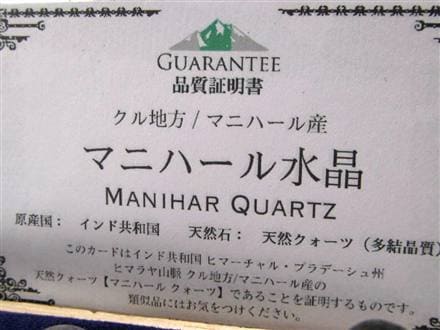 GUARANTEE
品質証明書
クル地方/マニハール産
マニハール水晶
MANIHAR QUARTZ
原産国： インド共和国 天然石： 天然クォーツ（多結晶質）
このカードはインド共和国 ヒマーチャル・プラデーシュ州
ヒマラヤ山脈 クル地方/マニハール産の
天然クォーツ【マニハール クォーツ】であることを証明するものです。
類似品にはお気をつけください。